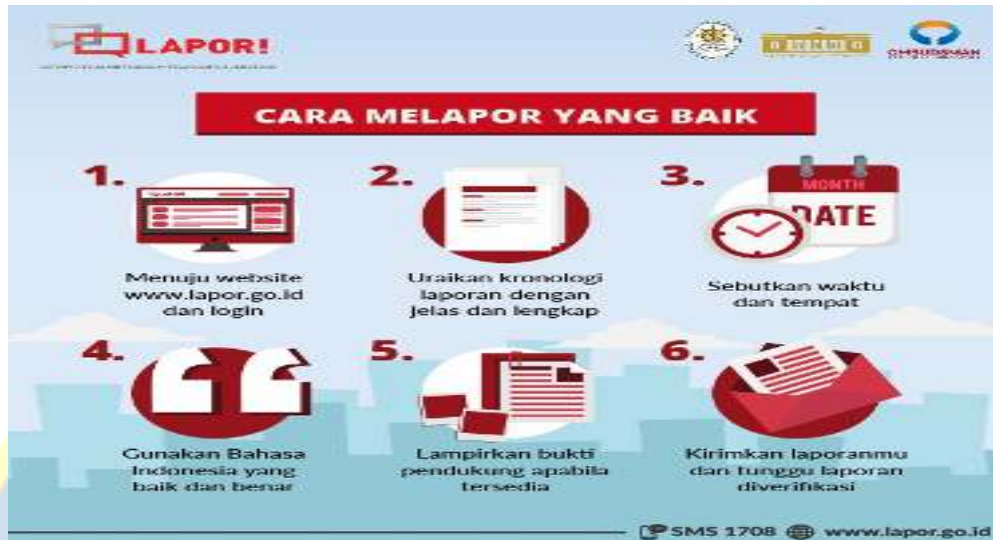 LAPOR!
OMBUDSMAN
CARA MELAPOR YANG BAIK
1.
Menuju website
www.lapor.go.id
dan login
2.
Uraikan kronologi
laporan dengan
jelas dan lengkap
3.
MONTH
DATE
Sebutkan waktu
dan tempat
4.
Gunakan Bahasa
Indonesia yang
baik dan benar
5.
Lampirkan bukti
pendukung apabila
tersedia
6.
Kirimkan laporanmu
dan tunggu laporan
diverifikasi
SMS 1708 www.lapor.go.id